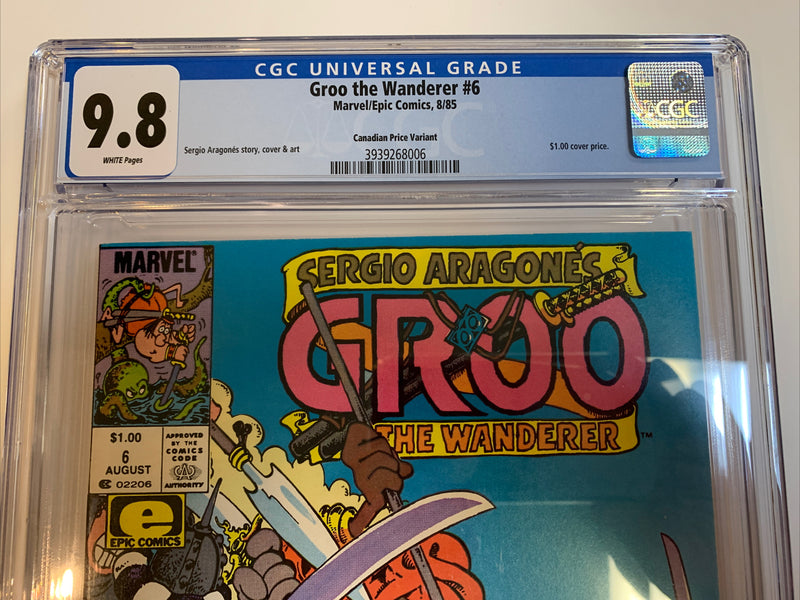 CGC UNIVERSAL GRADE
9.8
WHITE Pages
Groo the Wanderer #6
Marvel/Epic Comics, 8/85
Canadian Price Variant
Sergio Aragonés story, cover & art
$1.00 cover price.
3939268006
CGC
MARVEL
SERGIO ARAGONÉS
GROO
THE WANDERER
TM
$1.00
6
AUGUST
02206
APPROVED
BY THE
COMICS
CODE
AUTHORITY
e
EPIC COMICS